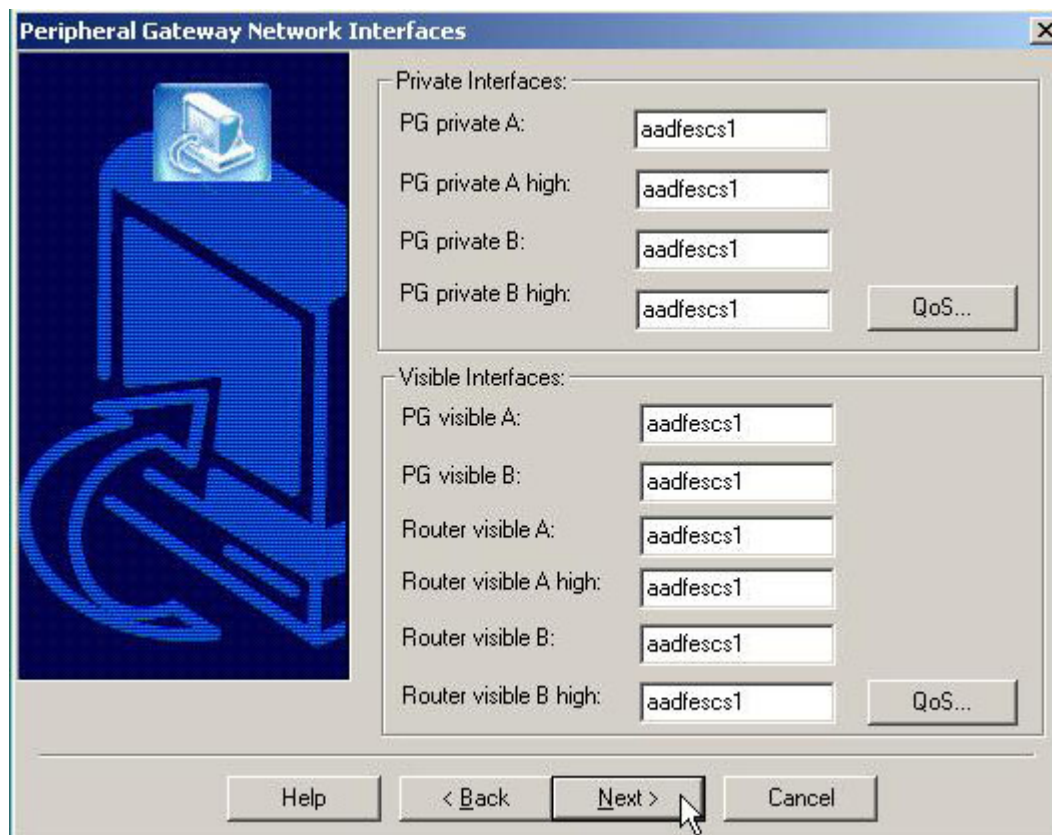 Peripheral Gateway Network Interfaces
Private Interfaces:
PG private A: aadfescs1
PG private A high: aadfescs1
PG private B: aadfescs1
PG private B high: aadfescs1 QoS...
Visible Interfaces:
PG visible A: aadfescs1
PG visible B: aadfescs1
Router visible A: aadfescs1
Router visible A high: aadfescs1
Router visible B: aadfescs1
Router visible B high: aadfescs1 QoS...
Help < Back Next > Cancel